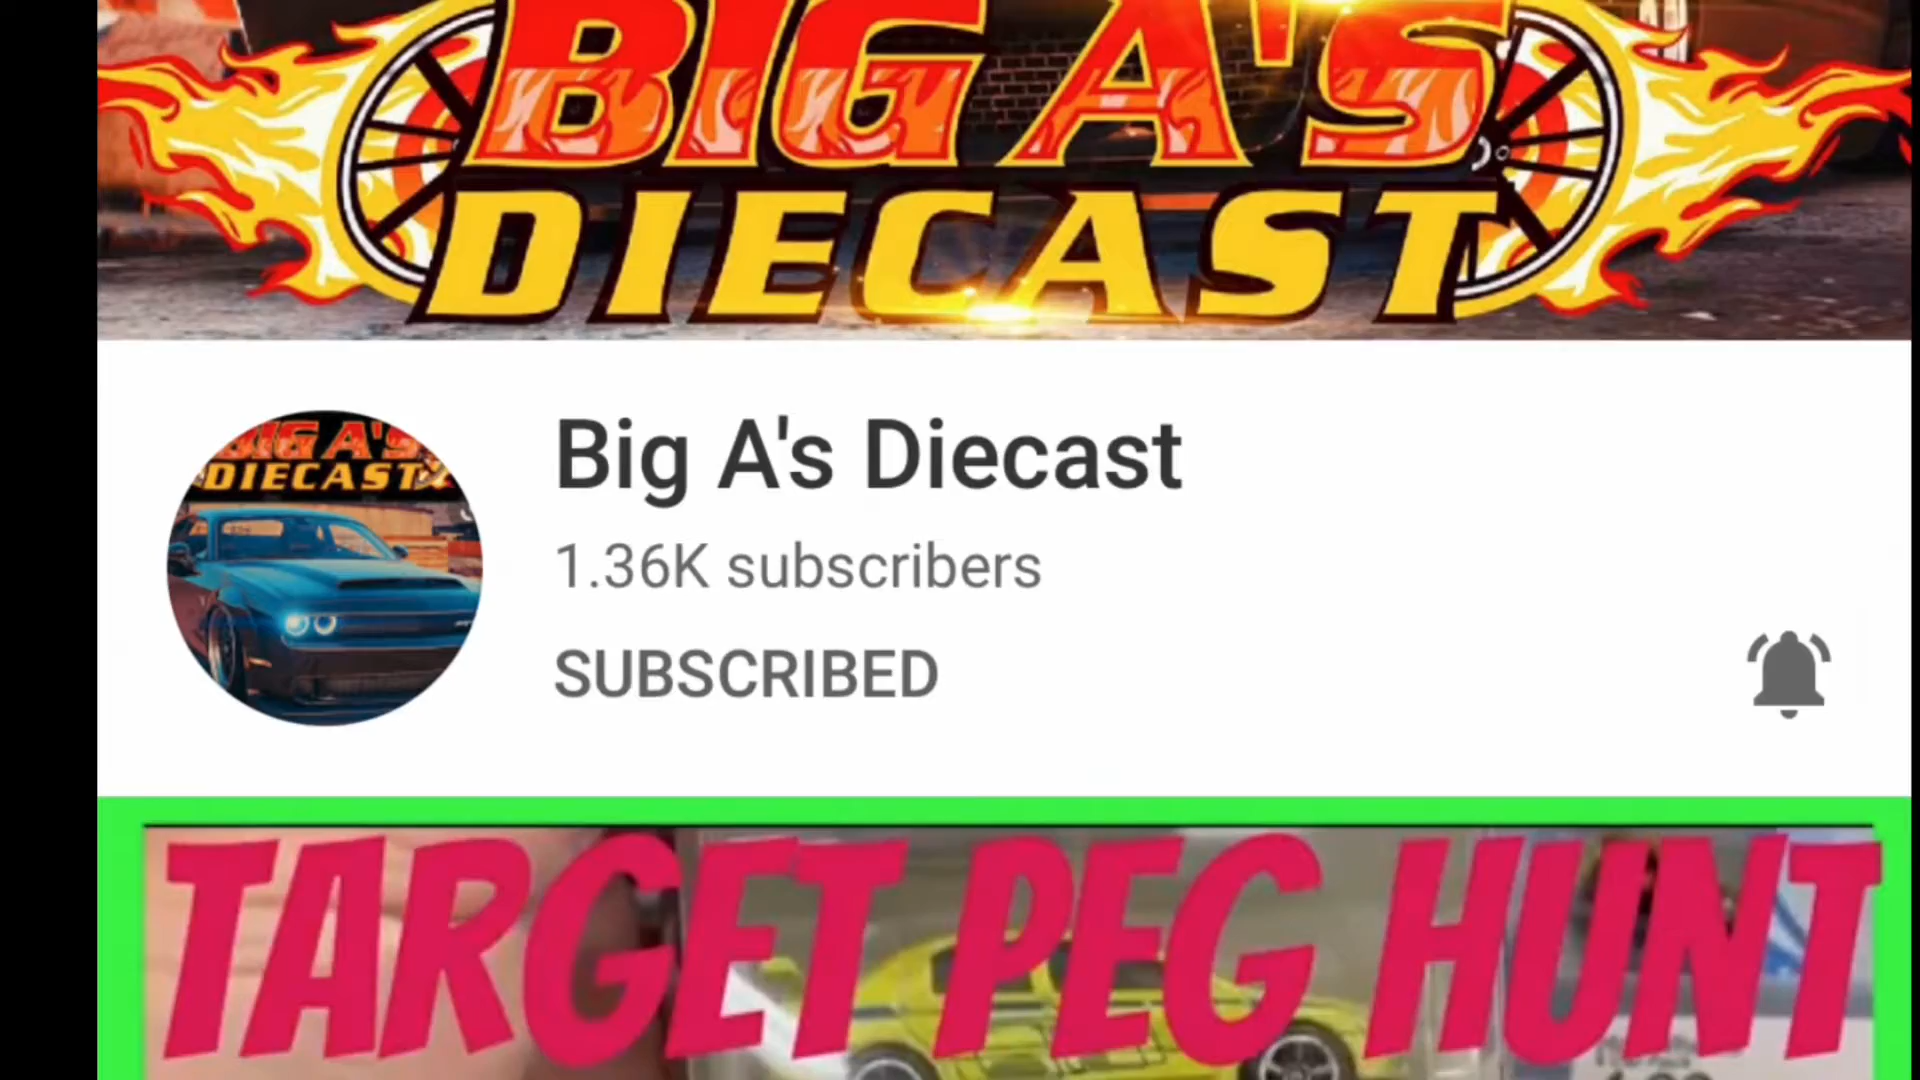 BIG A'S
DIECAST
BIG A'S
DIECAST
Big A's Diecast
1.36K subscribers
SUBSCRIBED
TARGET PEG HUNT